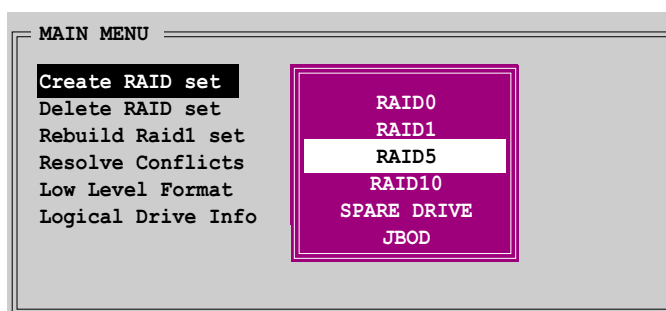 MAIN MENU
Create RAID set
Delete RAID set
Rebuild Raid1 set
Resolve Conflicts
Low Level Format
Logical Drive Info
RAID0
RAID1
RAID5
RAID10
SPARE DRIVE
JBOD